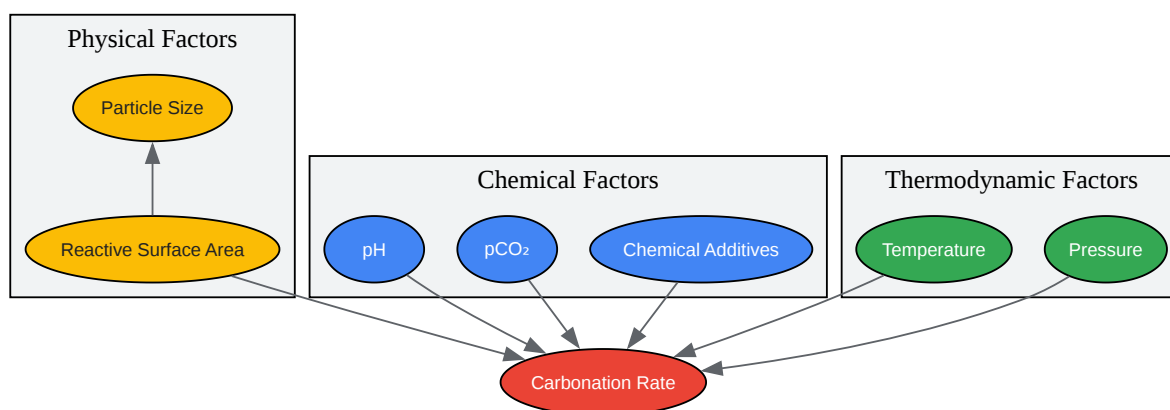 Physical Factors
Particle Size
Reactive Surface Area
Chemical Factors
pH
pCO₂
Chemical Additives
Thermodynamic Factors
Temperature
Pressure
Carbonation Rate